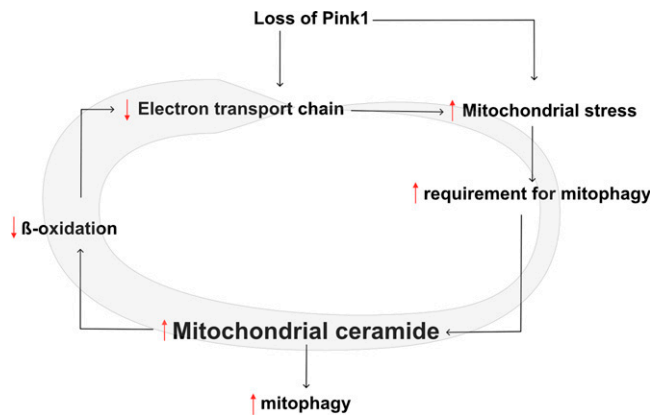 Loss of Pink1
↓ Electron transport chain
↑ Mitochondrial stress
↑ requirement for mitophagy
↓ ß-oxidation
↑ Mitochondrial ceramide
↑ mitophagy